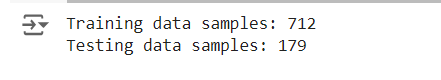 Training data samples: 712
Testing data samples: 179